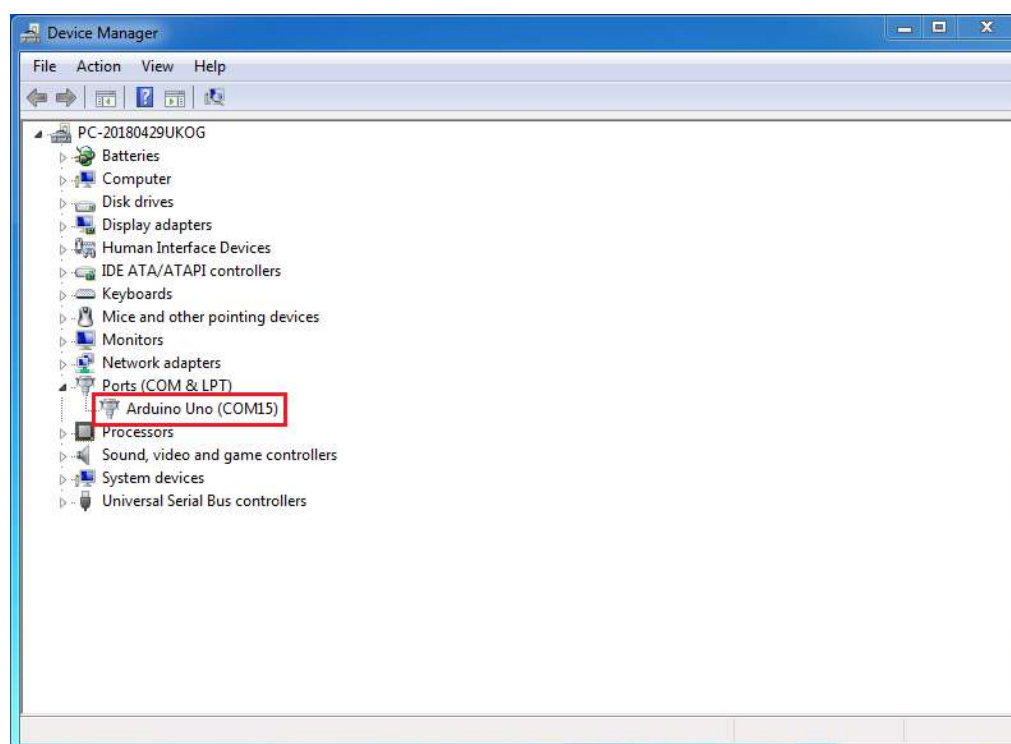 Device Manager
File Action View Help
PC-20180429UKOG
Batteries
Computer
Disk drives
Display adapters
Human Interface Devices
IDE ATA/ATAPI controllers
Keyboards
Mice and other pointing devices
Monitors
Network adapters
Ports (COM & LPT)
Arduino Uno (COM15)
Processors
Sound, video and game controllers
System devices
Universal Serial Bus controllers